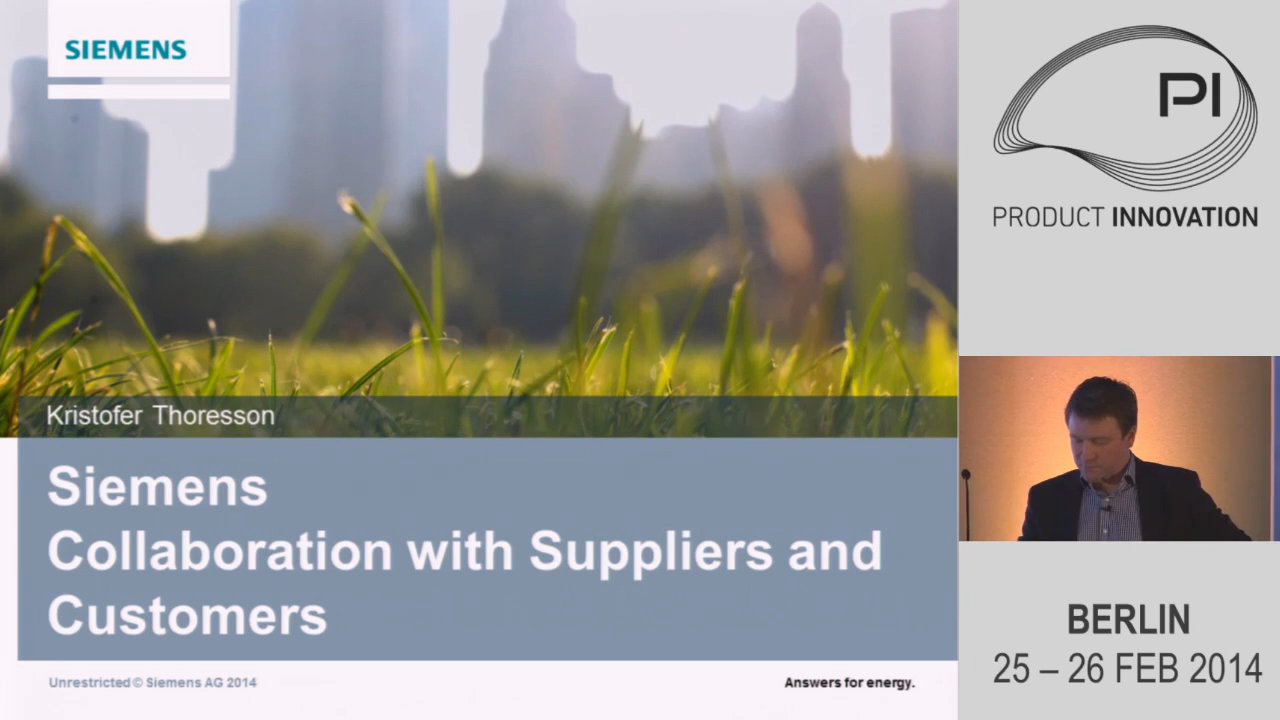 SIEMENS
Kristofer Thoresson
Siemens
Collaboration with Suppliers and
Customers
Unrestricted © Siemens AG 2014
Answers for energy.
PI
PRODUCT INNOVATION
BERLIN
25 – 26 FEB 2014